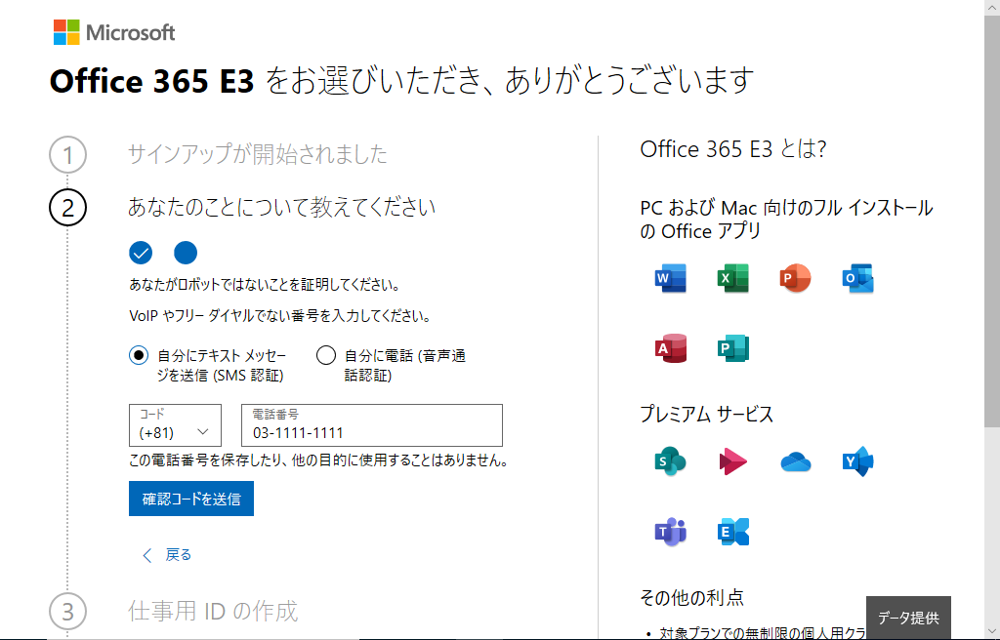 Microsoft
Office 365 E3 をお選びいただき、ありがとうございます
1
サインアップが開始されました
2
あなたのことについて教えてください
あなたがロボットではないことを証明してください。
VoIP やフリー ダイヤルでない番号を入力してください。
自分にテキスト メッセー
ジを送信 (SMS 認証)
自分に電話 (音声通
話認証)
コード
(+81)
電話番号
03-1111-1111
この電話番号を保存したり、他の目的に使用することはありません。
確認コードを送信
戻る
3
仕事用 ID の作成
Office 365 E3 とは?
PC および Mac 向けのフル インストール
の Office アプリ
W
X
P
O
A
P
プレミアム サービス
S
Y
T
E
その他の利点
• 対象プランでの無制限の個人用クラ
データ提供